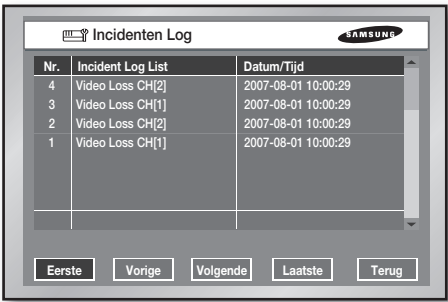 Incidenten Log
SAMSUNG
Nr. Incident Log List Datum/Tijd
4 Video Loss CH[2] 2007-08-01 10:00:29
3 Video Loss CH[1] 2007-08-01 10:00:29
2 Video Loss CH[2] 2007-08-01 10:00:29
1 Video Loss CH[1] 2007-08-01 10:00:29
Eerste Vorige Volgende Laatste Terug